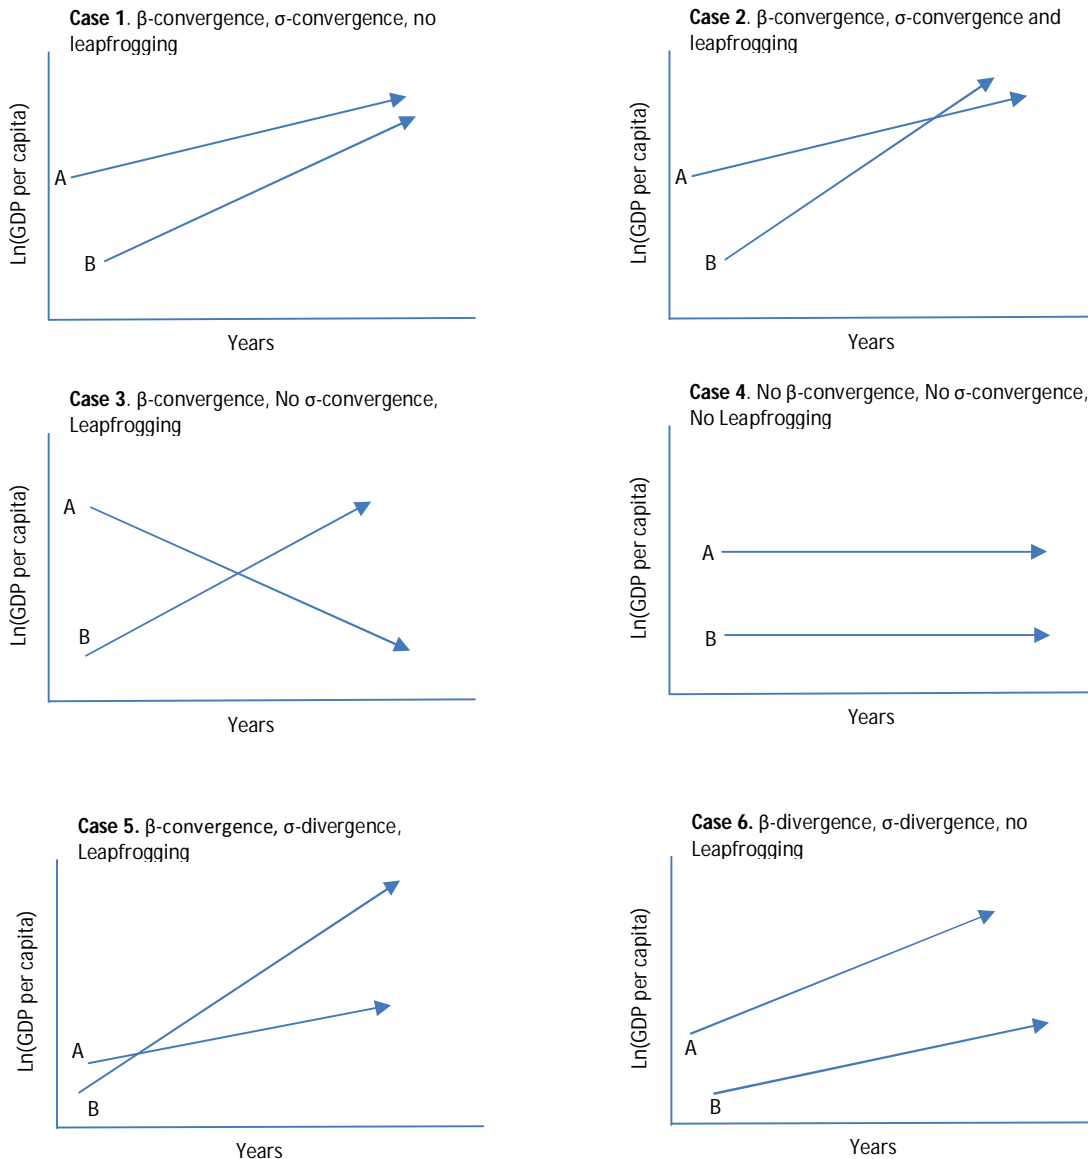 Case 1. β-convergence, σ-convergence, no
leapfrogging
Ln(GDP per capita)
A
B
Years
Case 2. β-convergence, σ-convergence and
leapfrogging
Ln(GDP per capita)
A
B
Years
Case 3. β-convergence, No σ-convergence,
Leapfrogging
Ln(GDP per capita)
A
B
Years
Case 4. No β-convergence, No σ-convergence,
No Leapfrogging
Ln(GDP per capita)
A
B
Years
Case 5. β-convergence, σ-divergence,
Leapfrogging
Ln(GDP per capita)
A
B
Years
Case 6. β-divergence, σ-divergence, no
Leapfrogging
Ln(GDP per capita)
A
B
Years